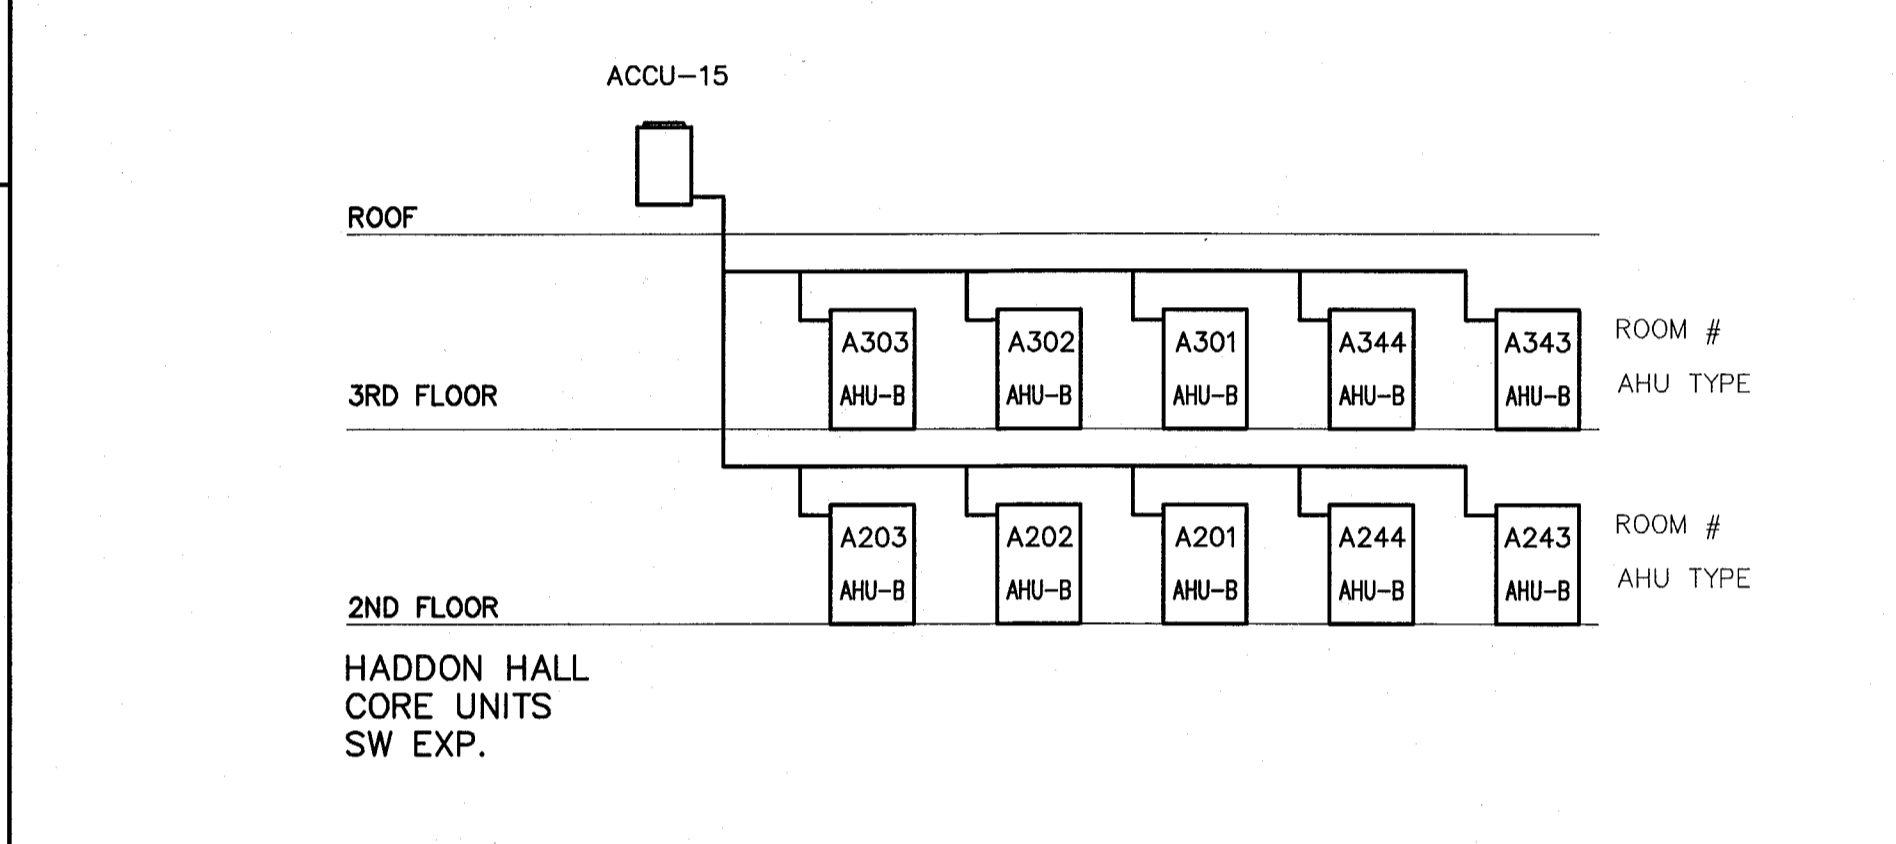 ACCU-15
ROOF
A303 A302 A301 A344 A343 ROOM #
3RD FLOOR AHU-B AHU-B AHU-B AHU-B AHU-B AHU TYPE
A203 A202 A201 A244 A243 ROOM #
AHU-B AHU-B AHU-B AHU-B AHU-B AHU TYPE
2ND FLOOR
HADDON HALL
CORE UNITS
SW EXP.